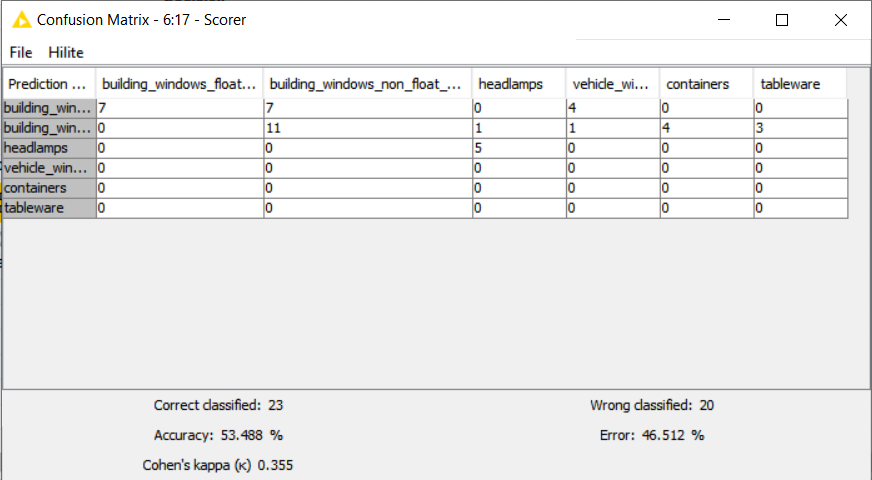 Confusion Matrix - 6:17 - Scorer
File Hilite
Prediction ... building_windows_float... building_windows_non_float_... headlamps vehicle_wi... containers tableware
building_win... 7 7 0 4 0 0
building_win... 0 11 1 1 4 3
headlamps 0 0 5 0 0 0
vehicle_win... 0 0 0 0 0 0
containers 0 0 0 0 0 0
tableware 0 0 0 0 0 0
Correct classified: 23 Wrong classified: 20
Accuracy: 53.488 % Error: 46.512 %
Cohen's kappa (κ) 0.355